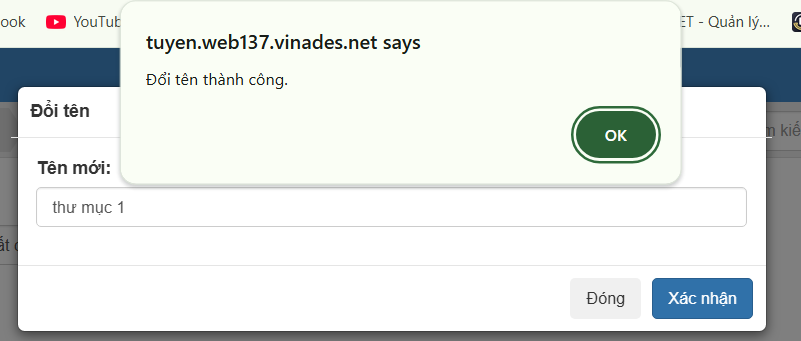 ook
YouTub
ET - Quản lý...
tuyen.web137.vinades.net says
Đổi tên thành công.
OK
Đổi tên
m kiế
Tên mới:
thư mục 1
Đóng
Xác nhận